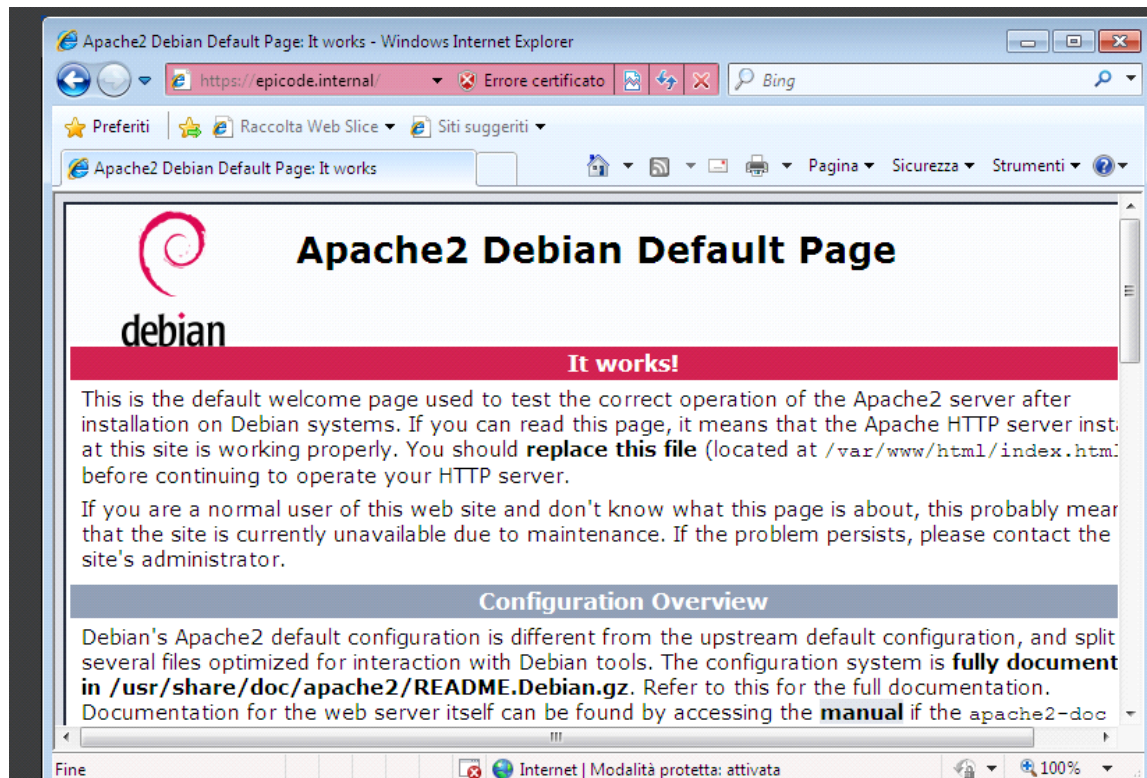 Apache2 Debian Default Page: It works - Windows Internet Explorer
https://epicode.internal/ Errore certificato Bing
Preferiti Raccolta Web Slice Siti suggeriti
Apache2 Debian Default Page: It works Pagina Sicurezza Strumenti
debian
Apache2 Debian Default Page
It works!
This is the default welcome page used to test the correct operation of the Apache2 server after
installation on Debian systems. If you can read this page, it means that the Apache HTTP server inst
at this site is working properly. You should replace this file (located at /var/www/html/index.html
before continuing to operate your HTTP server.
If you are a normal user of this web site and don't know what this page is about, this probably mear
that the site is currently unavailable due to maintenance. If the problem persists, please contact the
site's administrator.
Configuration Overview
Debian's Apache2 default configuration is different from the upstream default configuration, and split
several files optimized for interaction with Debian tools. The configuration system is fully document
in /usr/share/doc/apache2/README.Debian.gz. Refer to this for the full documentation.
Documentation for the web server itself can be found by accessing the manual if the apache2-doc
Fine Internet | Modalità protetta: attivata 100%